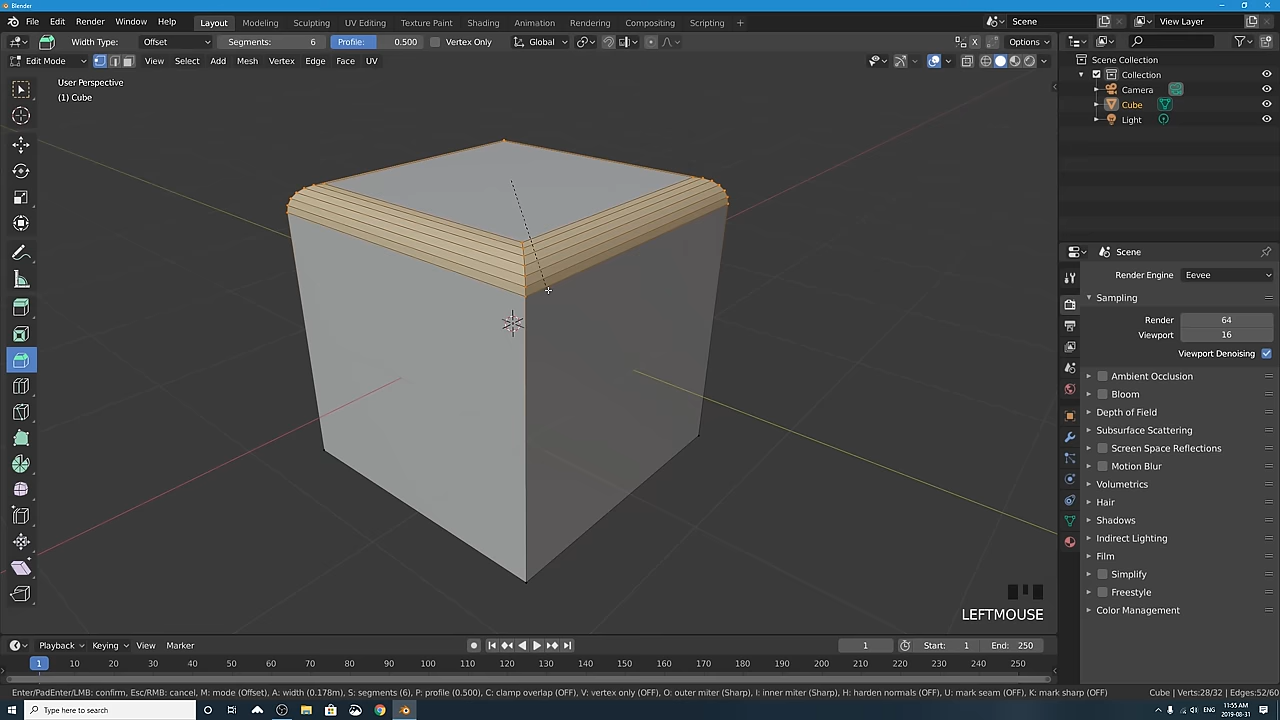 Blender
File Edit Render Window Help
Layout Modeling Sculpting UV Editing Texture Paint Shading Animation Rendering Compositing Scripting +
Scene
View Layer
Width Type: Offset Segments: 6 Profile: 0.500 Vertex Only Global Options
Edit Mode View Select Add Mesh Vertex Edge Face UV
User Perspective
(1) Cube
Scene Collection
Collection
Camera
Cube
Light
Scene
Render Engine Eevee
Sampling
Render 64
Viewport 16
Viewport Denoising
Ambient Occlusion
Bloom
Depth of Field
Subsurface Scattering
Screen Space Reflections
Motion Blur
Volumetrics
Hair
Shadows
Indirect Lighting
Film
Simplify
Freestyle
Color Management
LEFTMOUSE
Playback Keying View Marker 1 Start: 1 End: 250
1 10 20 30 40 50 60 70 80 90 100 110 120 130 140 150 160 170 180 190 200 210 220 230 240 250
Enter/PadEnter/LMB: confirm, Esc/RMB: cancel, M: mode (Offset), A: width (0.178m), S: segments (6), P: profile (0.500), C: clamp overlap (OFF), V: vertex only (OFF), O: outer miter (Sharp), I: inner miter (Sharp), H: harden normals (OFF), U: mark seam (OFF), K: mark sharp (OFF)
Cube | Verts:28/32 | Edges:52/60
Type here to search
ENG
11:55 AM
2019-08-31